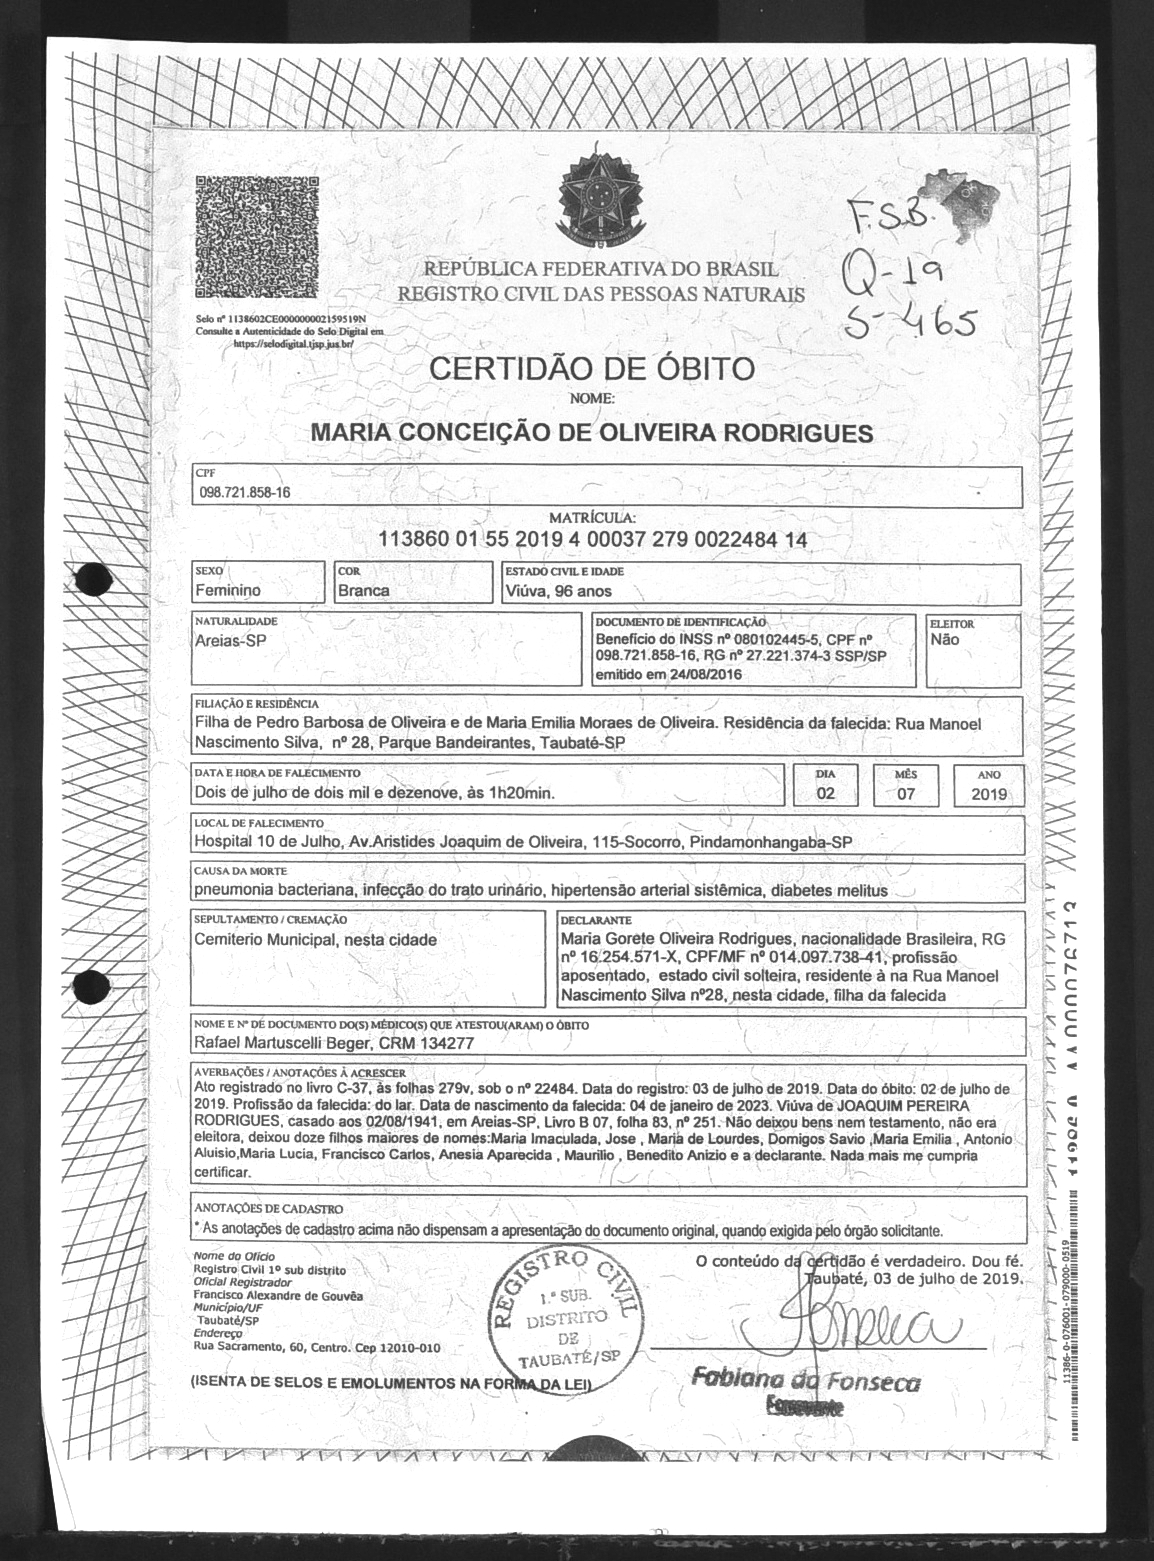 F.S.B.
Q-19
S-465
REPÚBLICA FEDERATIVA DO BRASIL
REGISTRO CIVIL DAS PESSOAS NATURAIS
Selo nº 1138602CE000000002159519N
Consulte a Autenticidade do Selo Digital em
https://selodigital.tjsp.jus.br/
CERTIDÃO DE ÓBITO
NOME:
MARIA CONCEIÇÃO DE OLIVEIRA RODRIGUES
CPF
098.721.858-16
MATRÍCULA:
113860 01 55 2019 4 00037 279 0022484 14
SEXO
Feminino
COR
Branca
ESTADO CIVIL E IDADE
Viúva, 96 anos
NATURALIDADE
Areias-SP
DOCUMENTO DE IDENTIFICAÇÃO
Benefício do INSS nº 080102445-5, CPF nº
098.721.858-16, RG nº 27.221.374-3 SSP/SP
emitido em 24/08/2016
ELEITOR
Não
FILIAÇÃO E RESIDÊNCIA
Filha de Pedro Barbosa de Oliveira e de Maria Emilia Moraes de Oliveira. Residência da falecida: Rua Manoel
Nascimento Silva, nº 28, Parque Bandeirantes, Taubaté-SP
DATA E HORA DE FALECIMENTO
Dois de julho de dois mil e dezenove, às 1h20min.
DIA
02
MÊS
07
ANO
2019
LOCAL DE FALECIMENTO
Hospital 10 de Julho, Av.Aristides Joaquim de Oliveira, 115-Socorro, Pindamonhangaba-SP
CAUSA DA MORTE
pneumonia bacteriana, infecção do trato urinário, hipertensão arterial sistêmica, diabetes melitus
SEPULTAMENTO / CREMAÇÃO
Cemiterio Municipal, nesta cidade
DECLARANTE
Maria Gorete Oliveira Rodrigues, nacionalidade Brasileira, RG
nº 16.254.571-X, CPF/MF nº 014.097.738-41, profissão
aposentado, estado civil solteira, residente à na Rua Manoel
Nascimento Silva nº28, nesta cidade, filha da falecida
NOME E Nº DE DOCUMENTO DO(S) MÉDICO(S) QUE ATESTOU(ARAM) O ÓBITO
Rafael Martuscelli Beger, CRM 134277
AVERBAÇÕES / ANOTAÇÕES À ACRESCER
Ato registrado no livro C-37, às folhas 279v, sob o nº 22484. Data do registro: 03 de julho de 2019. Data do óbito: 02 de julho de
2019. Profissão da falecida: do lar. Data de nascimento da falecida: 04 de janeiro de 2023. Viúva de JOAQUIM PEREIRA
RODRIGUES, casado aos 02/08/1941, em Areias-SP, Livro B 07, folha 83, nº 251. Não deixou bens nem testamento, não era
eleitora, deixou doze filhos maiores de nomes:Maria Imaculada, Jose , Maria de Lourdes, Domigos Savio ,Maria Emilia , Antonio
Aluisio,Maria Lucia, Francisco Carlos, Anesia Aparecida , Maurilio , Benedito Anizio e a declarante. Nada mais me cumpria
certificar.
ANOTAÇÕES DE CADASTRO
* As anotações de cadastro acima não dispensam a apresentação do documento original, quando exigida pelo órgão solicitante.
Nome do Ofício
Registro Civil 1º sub distrito
Oficial Registrador
Francisco Alexandre de Gouvêa
Município/UF
Taubaté/SP
Endereço
Rua Sacramento, 60, Centro. Cep 12010-010
(ISENTA DE SELOS E EMOLUMENTOS NA FORMA DA LEI)
REGISTRO CIVIL
1.ª SUB.
DISTRITO
DE
TAUBATÉ/SP
O conteúdo da certidão é verdadeiro. Dou fé.
Taubaté, 03 de julho de 2019.
Fonseca
Fabiana da Fonseca
Escrevente
11386-0-076001-079000-0519